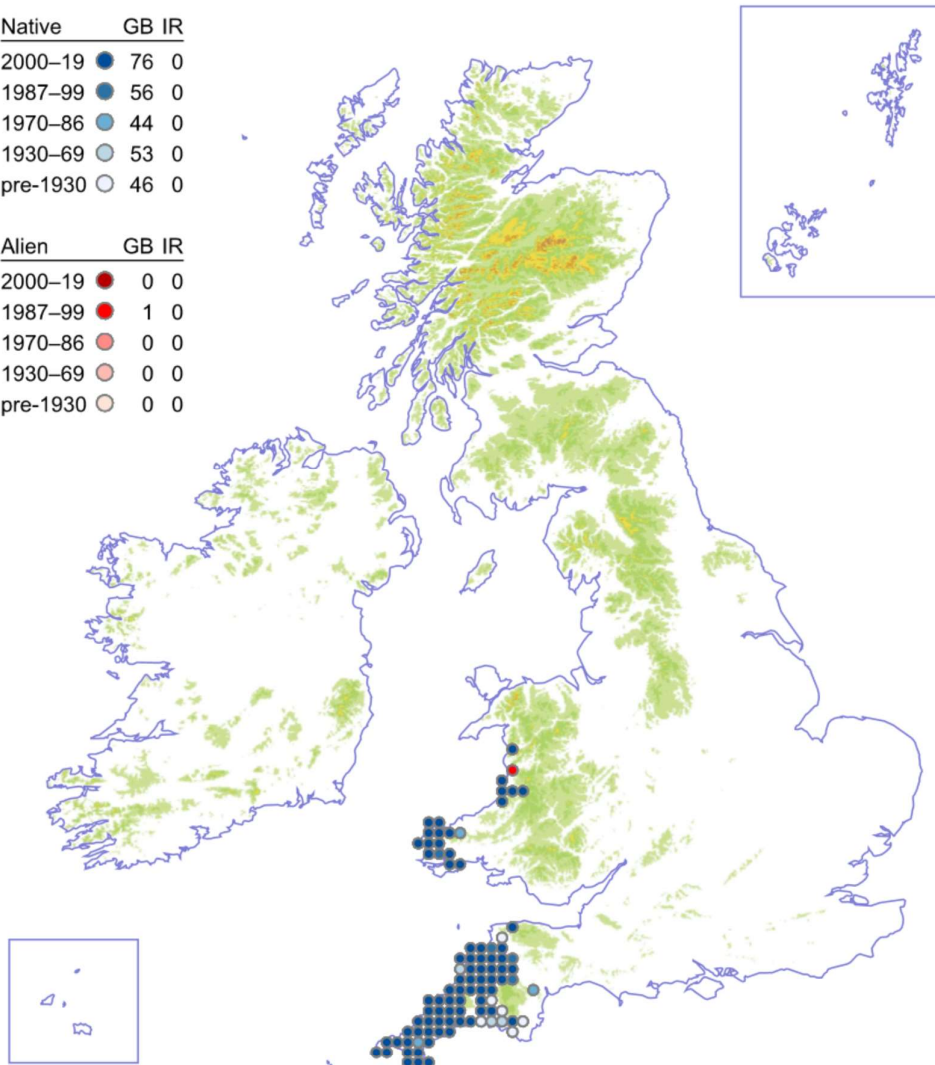 Native GB IR
2000–19 76 0
1987–99 56 0
1970–86 44 0
1930–69 53 0
pre-1930 46 0
Alien GB IR
2000–19 0 0
1987–99 1 0
1970–86 0 0
1930–69 0 0
pre-1930 0 0